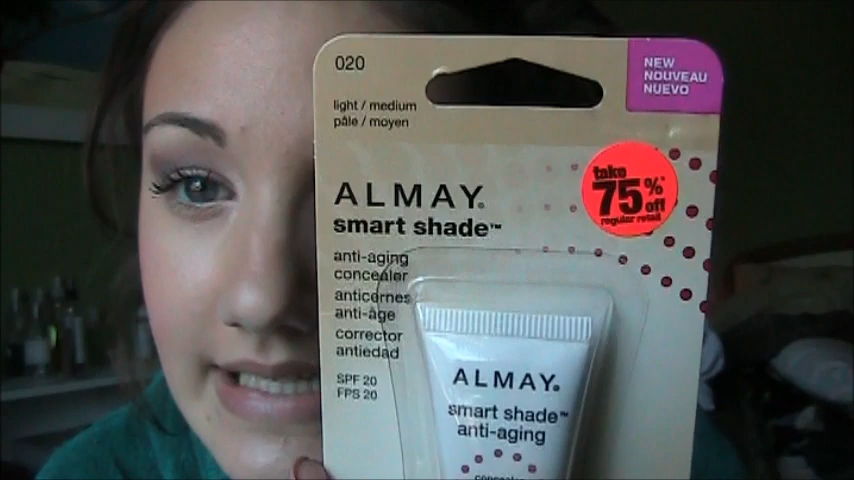 020
light / medium
pâle / moyen
NEW
NOUVEAU
NUEVO
take
75% off
regular retail
ALMAY®
smart shade™
anti-aging
concealer
anticernes
anti-âge
corrector
antiedad
SPF 20
FPS 20
ALMAY®
smart shade™
anti-aging
concealer